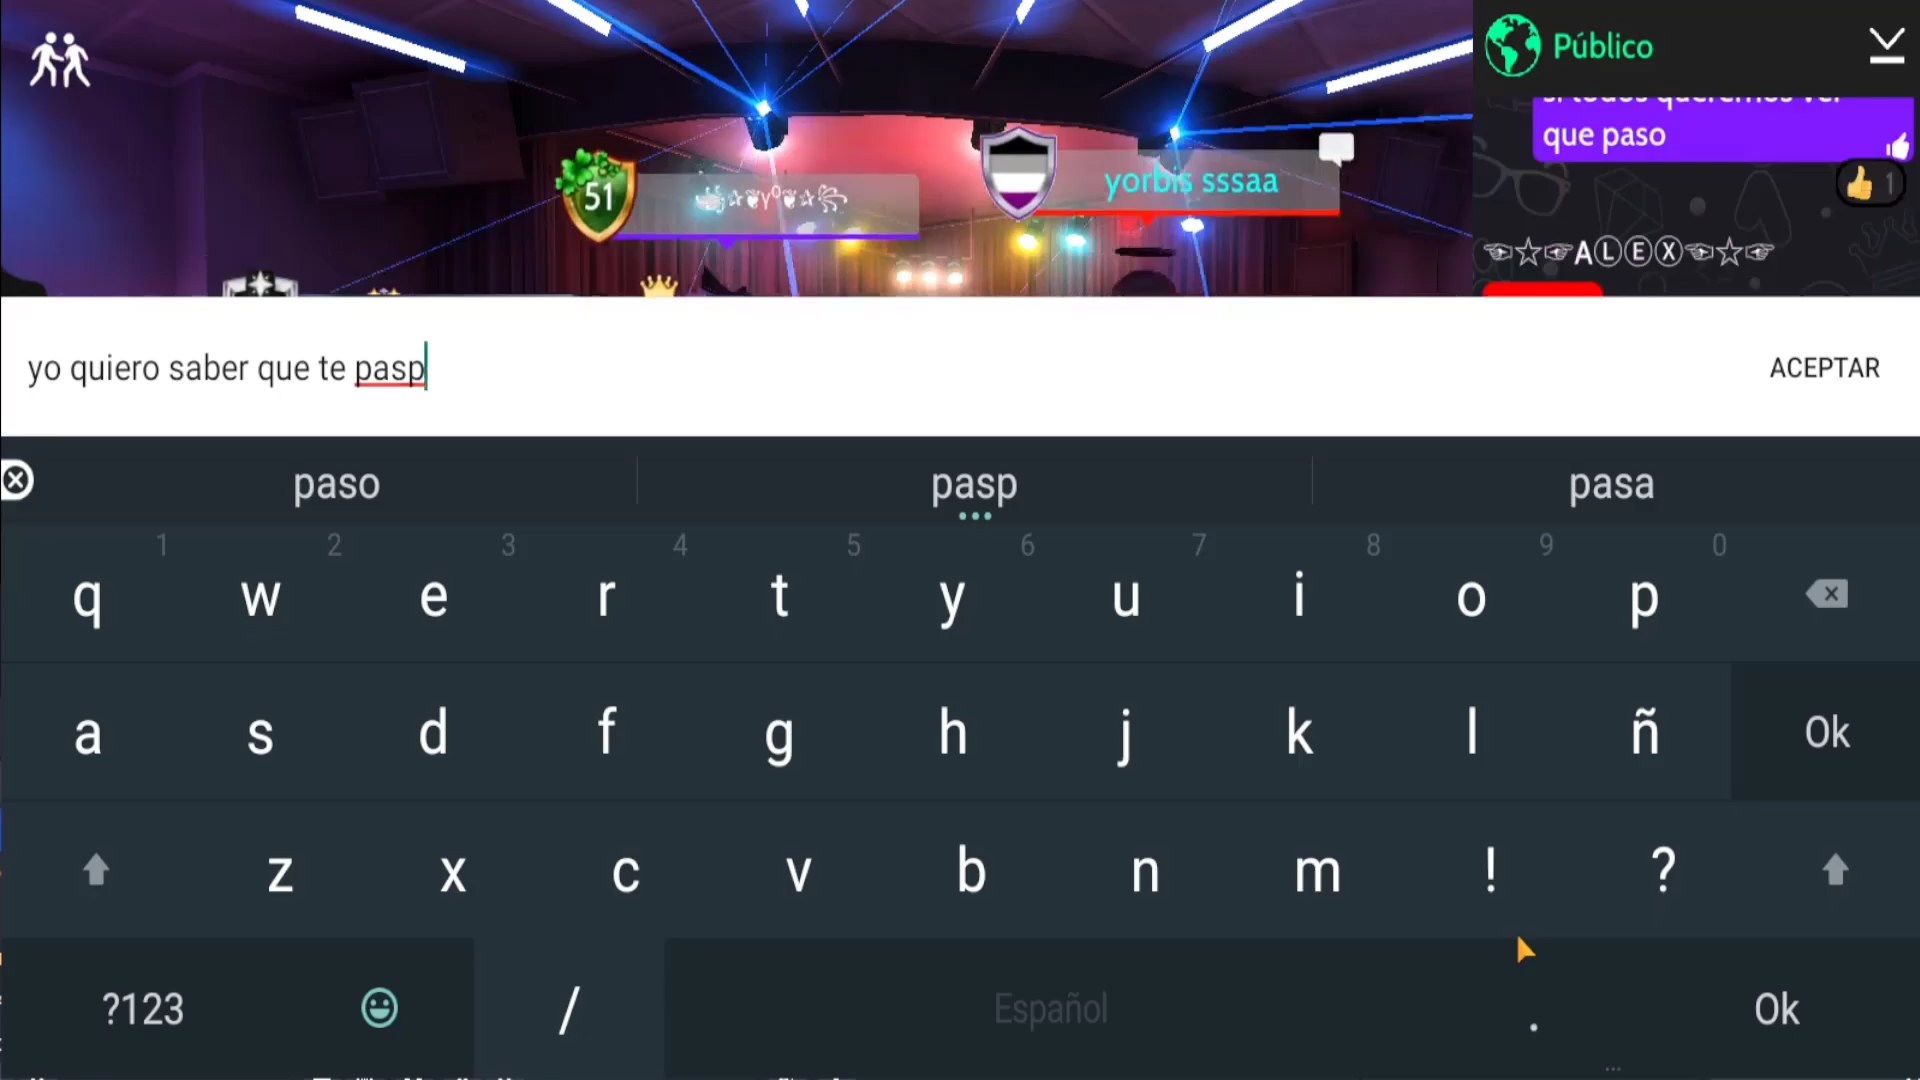 Público
que paso
1
51
yorbis sssaa
☜☆☞AⓁⒺⓍ☜☆☞
yo quiero saber que te pasp
ACEPTAR
paso pasp pasa
1 2 3 4 5 6 7 8 9 0
q w e r t y u i o p
a s d f g h j k l ñ Ok
z x c v b n m ! ?
?123 / Español . Ok